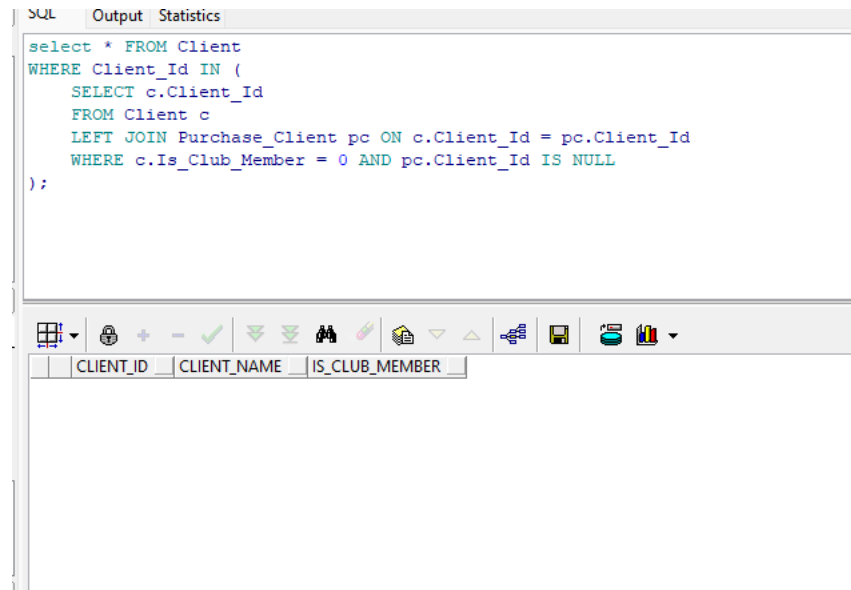 SQL Output Statistics
select * FROM Client
WHERE Client_Id IN (
    SELECT c.Client_Id
    FROM Client c
    LEFT JOIN Purchase_Client pc ON c.Client_Id = pc.Client_Id
    WHERE c.Is_Club_Member = 0 AND pc.Client_Id IS NULL
);
CLIENT_ID CLIENT_NAME IS_CLUB_MEMBER